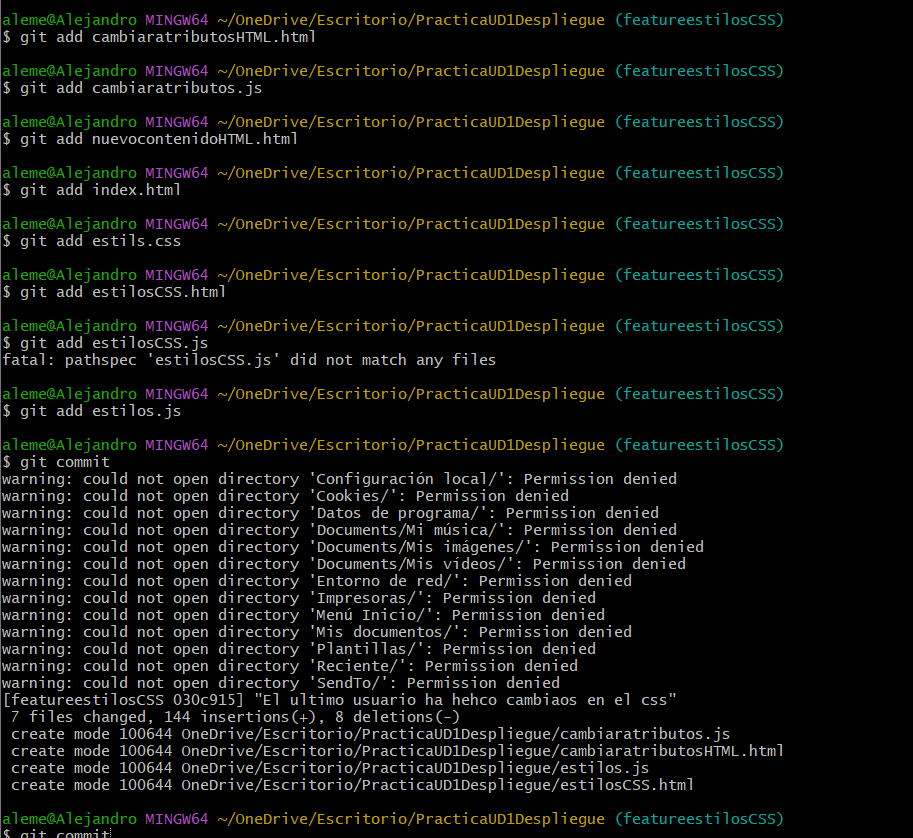 aleme@Alejandro MINGW64 ~/OneDrive/Escritorio/PracticaUD1Despliegue (featureestilosCSS)
$ git add cambiaratributosHTML.html
aleme@Alejandro MINGW64 ~/OneDrive/Escritorio/PracticaUD1Despliegue (featureestilosCSS)
$ git add cambiaratributos.js
aleme@Alejandro MINGW64 ~/OneDrive/Escritorio/PracticaUD1Despliegue (featureestilosCSS)
$ git add nuevocontenidoHTML.html
aleme@Alejandro MINGW64 ~/OneDrive/Escritorio/PracticaUD1Despliegue (featureestilosCSS)
$ git add index.html
aleme@Alejandro MINGW64 ~/OneDrive/Escritorio/PracticaUD1Despliegue (featureestilosCSS)
$ git add estils.css
aleme@Alejandro MINGW64 ~/OneDrive/Escritorio/PracticaUD1Despliegue (featureestilosCSS)
$ git add estilosCSS.html
aleme@Alejandro MINGW64 ~/OneDrive/Escritorio/PracticaUD1Despliegue (featureestilosCSS)
$ git add estilosCSS.js
fatal: pathspec 'estilosCSS.js' did not match any files
aleme@Alejandro MINGW64 ~/OneDrive/Escritorio/PracticaUD1Despliegue (featureestilosCSS)
$ git add estilos.js
aleme@Alejandro MINGW64 ~/OneDrive/Escritorio/PracticaUD1Despliegue (featureestilosCSS)
$ git commit
warning: could not open directory 'Configuración local/': Permission denied
warning: could not open directory 'Cookies/': Permission denied
warning: could not open directory 'Datos de programa/': Permission denied
warning: could not open directory 'Documents/Mi música/': Permission denied
warning: could not open directory 'Documents/Mis imágenes/': Permission denied
warning: could not open directory 'Documents/Mis vídeos/': Permission denied
warning: could not open directory 'Entorno de red/': Permission denied
warning: could not open directory 'Impresoras/': Permission denied
warning: could not open directory 'Menú Inicio/': Permission denied
warning: could not open directory 'Mis documentos/': Permission denied
warning: could not open directory 'Plantillas/': Permission denied
warning: could not open directory 'Reciente/': Permission denied
warning: could not open directory 'SendTo/': Permission denied
[featureestilosCSS 030c915] "El ultimo usuario ha hehco cambiaos en el css"
7 files changed, 144 insertions(+), 8 deletions(-)
create mode 100644 OneDrive/Escritorio/PracticaUD1Despliegue/cambiaratributos.js
create mode 100644 OneDrive/Escritorio/PracticaUD1Despliegue/cambiaratributosHTML.html
create mode 100644 OneDrive/Escritorio/PracticaUD1Despliegue/estilos.js
create mode 100644 OneDrive/Escritorio/PracticaUD1Despliegue/estilosCSS.html
aleme@Alejandro MINGW64 ~/OneDrive/Escritorio/PracticaUD1Despliegue (featureestilosCSS)
$ git commit